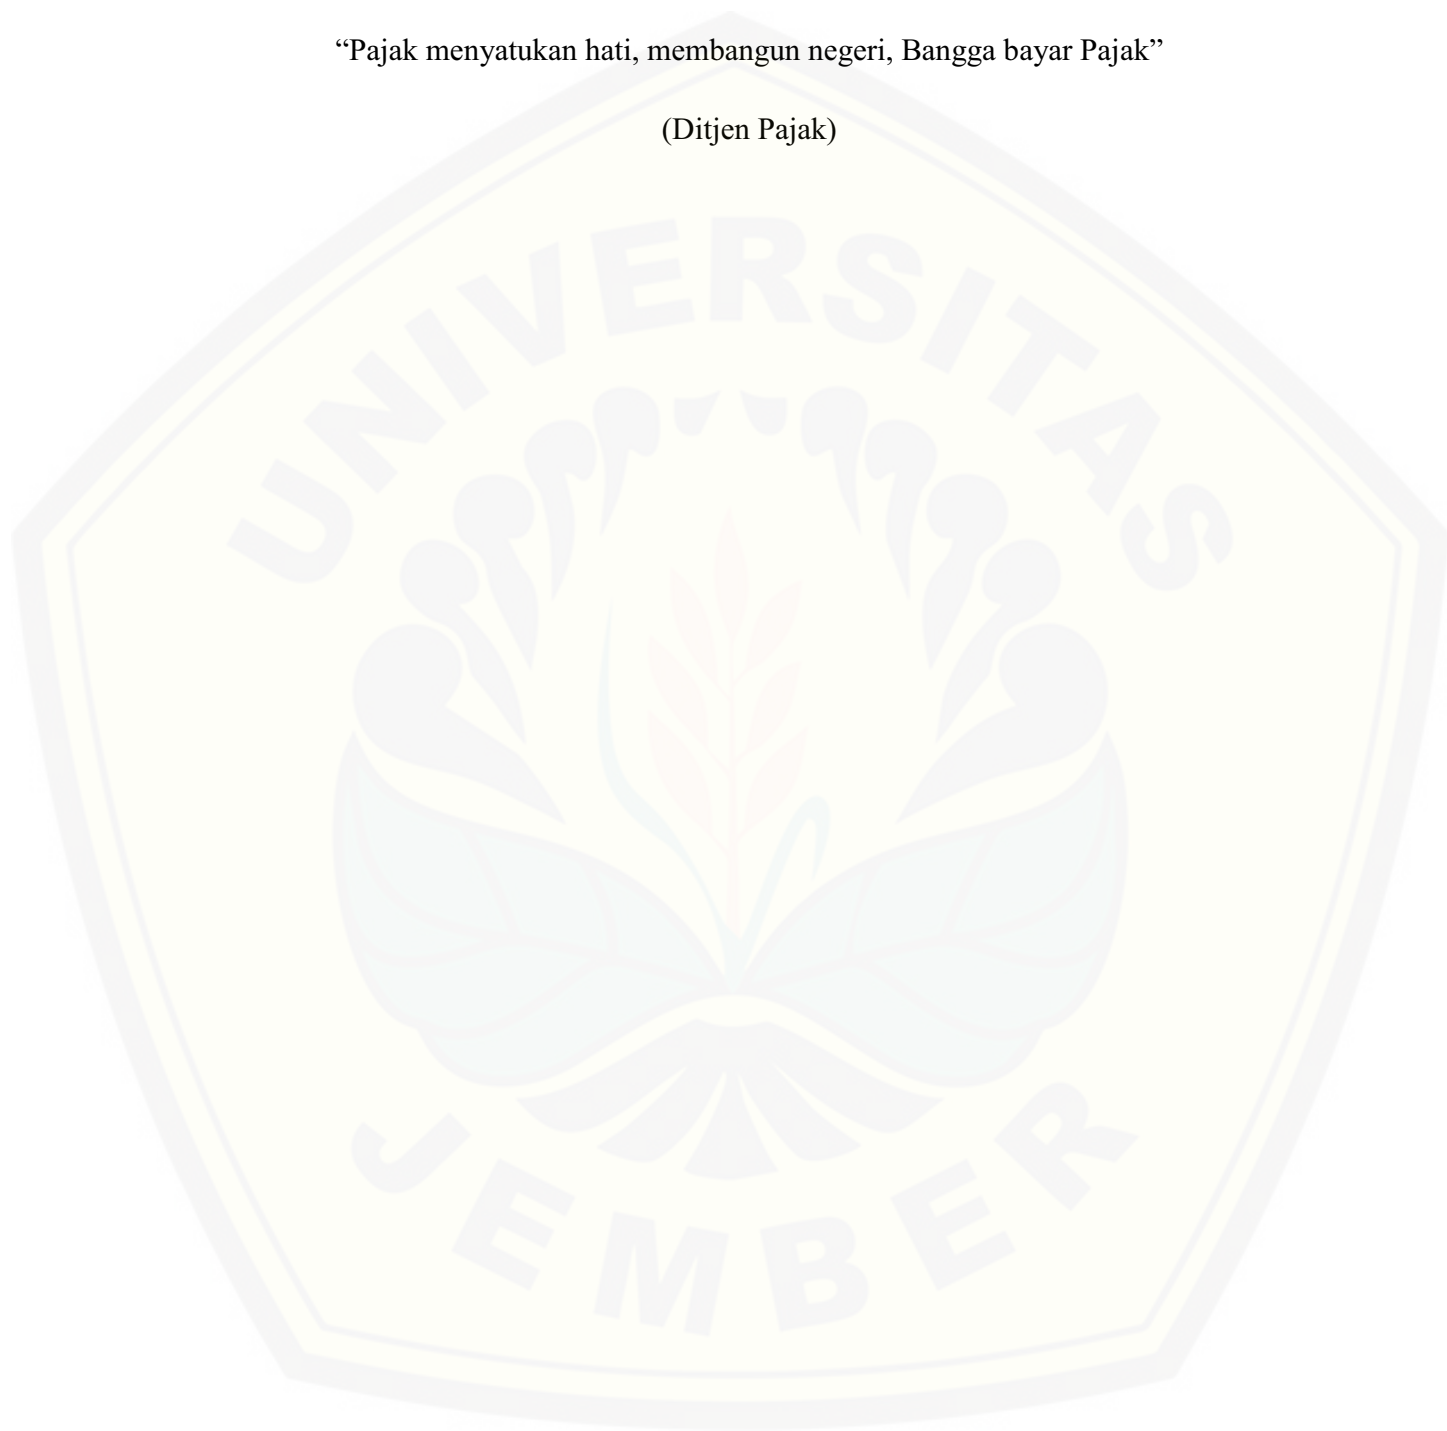 “Pajak menyatukan hati, membangun negeri, Bangga bayar Pajak”
(Ditjen Pajak)
UNIVERSITAS
JEMBER